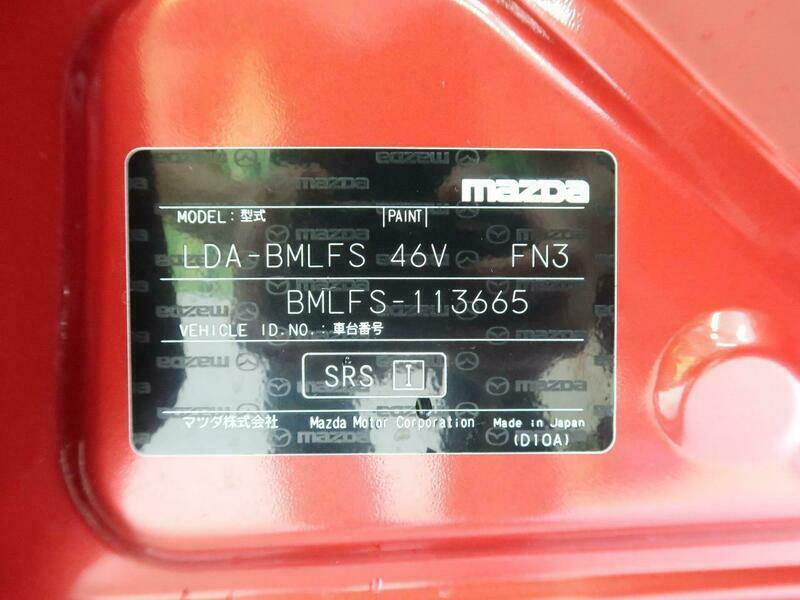 mazda
MODEL: 型式 |PAINT|
LDA-BMLFS 46V FN3
BMLFS-113665
VEHICLE ID.NO.: 車台番号
SRS I
マツダ株式会社 Mazda Motor Corporation Made in Japan
(D10A)